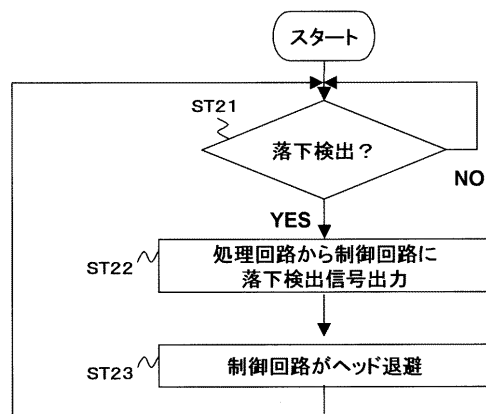 スタート
ST21
落下検出？
NO
YES
処理回路から制御回路に
落下検出信号出力
ST22
制御回路がヘッド退避
ST23